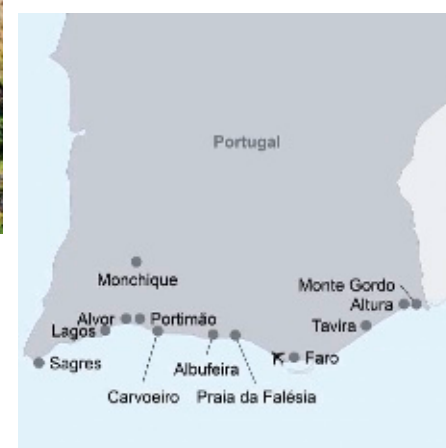 Portugal
Monchique
Monte Gordo
Altura
Alvor
Portimão
Lagos
Tavira
Sagres
Albufeira
Faro
Carvoeiro
Praia da Falésia